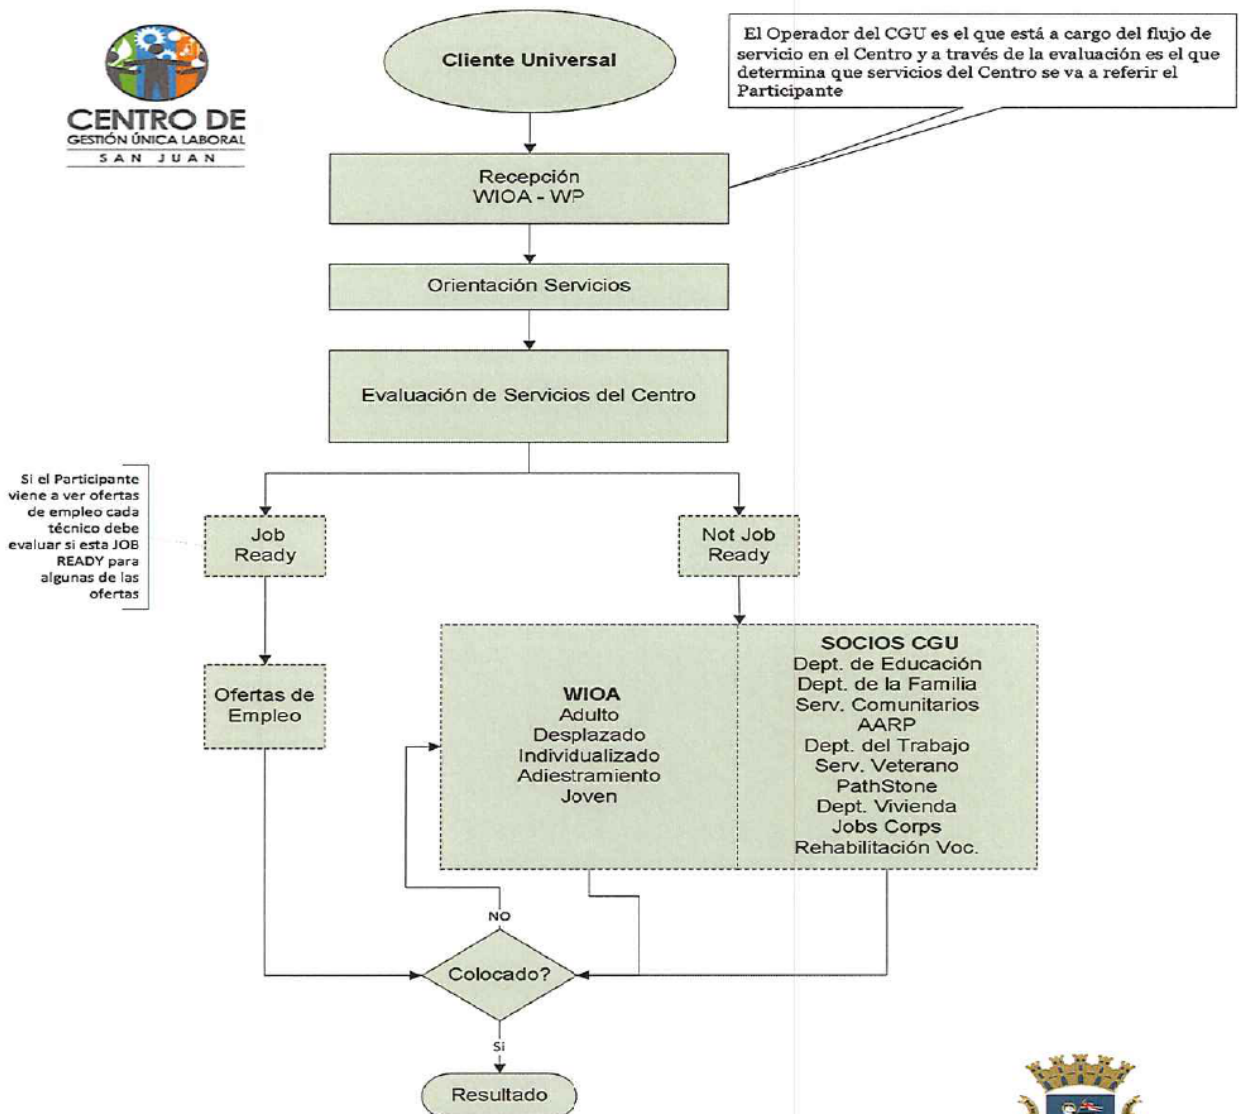 CENTRO DE
GESTIÓN ÚNICA LABORAL
SAN JUAN
Cliente Universal
El Operador del CGU es el que está a cargo del flujo de
servicio en el Centro y a través de la evaluación es el que
determina que servicios del Centro se va a referir el
Participante
Recepción
WIOA - WP
Orientación Servicios
Evaluación de Servicios del Centro
Si el Participante
viene a ver ofertas
de empleo cada
técnico debe
evaluar si esta JOB
READY para
algunas de las
ofertas
Job
Ready
Not Job
Ready
Ofertas de
Empleo
WIOA
Adulto
Desplazado
Individualizado
Adiestramiento
Joven
SOCIOS CGU
Dept. de Educación
Dept. de la Familia
Serv. Comunitarios
AARP
Dept. del Trabajo
Serv. Veterano
PathStone
Dept. Vivienda
Jobs Corps
Rehabilitación Voc.
NO
Colocado?
Si
Resultado